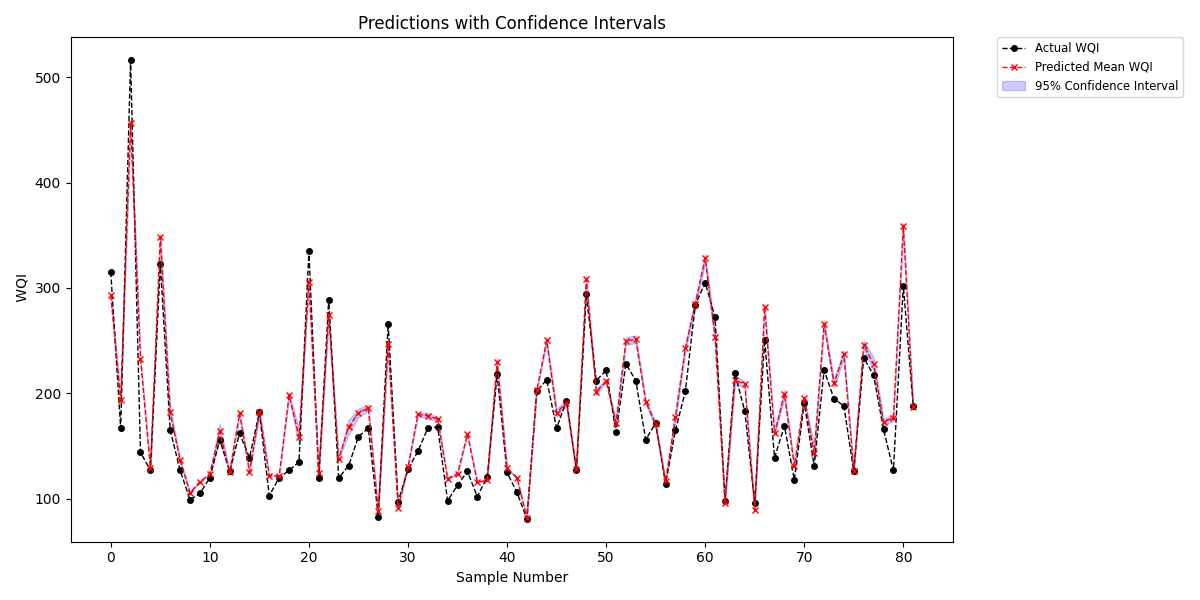 Predictions with Confidence Intervals
Actual WQI
Predicted Mean WQI
95% Confidence Interval
WQI
500
400
300
200
100
0 10 20 30 40 50 60 70 80
Sample Number